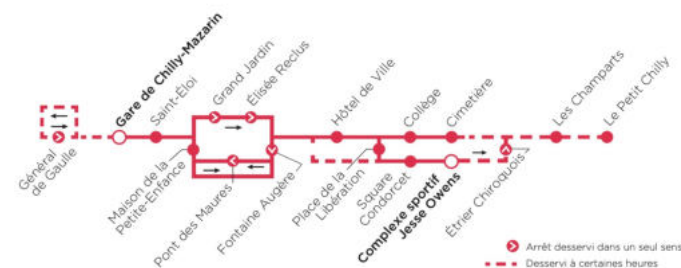 Général
de Gaulle
Gare de Chilly-Mazarin
Saint-Éloi
Maison de la
Petite-Enfance
Grand Jardin
Élisée Reclus
Pont des Maures
Fontaine Augère
Hôtel de Ville
Place de la
Libération
Collège
Square
Condorcet
Cimetière
Complexe sportif
Jesse Owens
Étrier Chiroquois
Les Champarts
Le Petit Chilly
Arrêt desservi dans un seul sens
Desservi à certaines heures